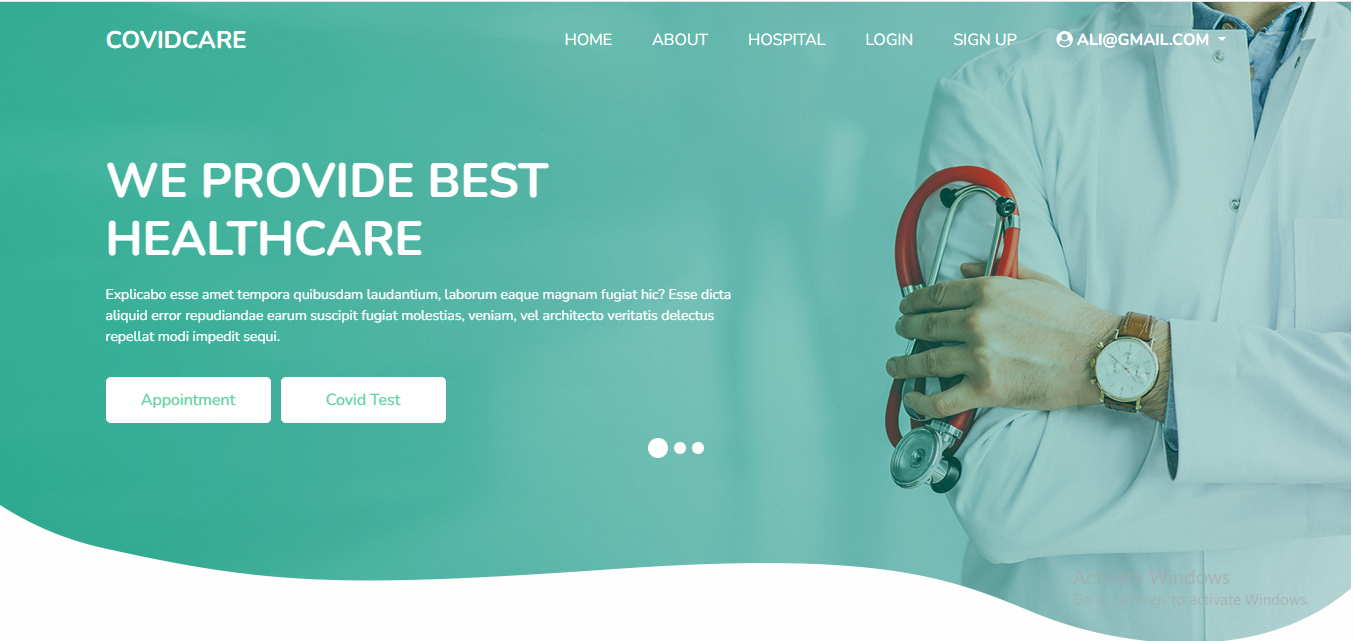 COVIDCARE
HOME ABOUT HOSPITAL LOGIN SIGN UP ALI@GMAIL.COM
WE PROVIDE BEST
HEALTHCARE
Explicabo esse amet tempora quibusdam laudantium, laborum eaque magnam fugiat hic? Esse dicta
aliquid error repudiandae earum suscipit fugiat molestias, veniam, vel architecto veritatis delectus
repellat modi impedit sequi.
Appointment Covid Test
Activate Windows
Go to Settings to activate Windows.